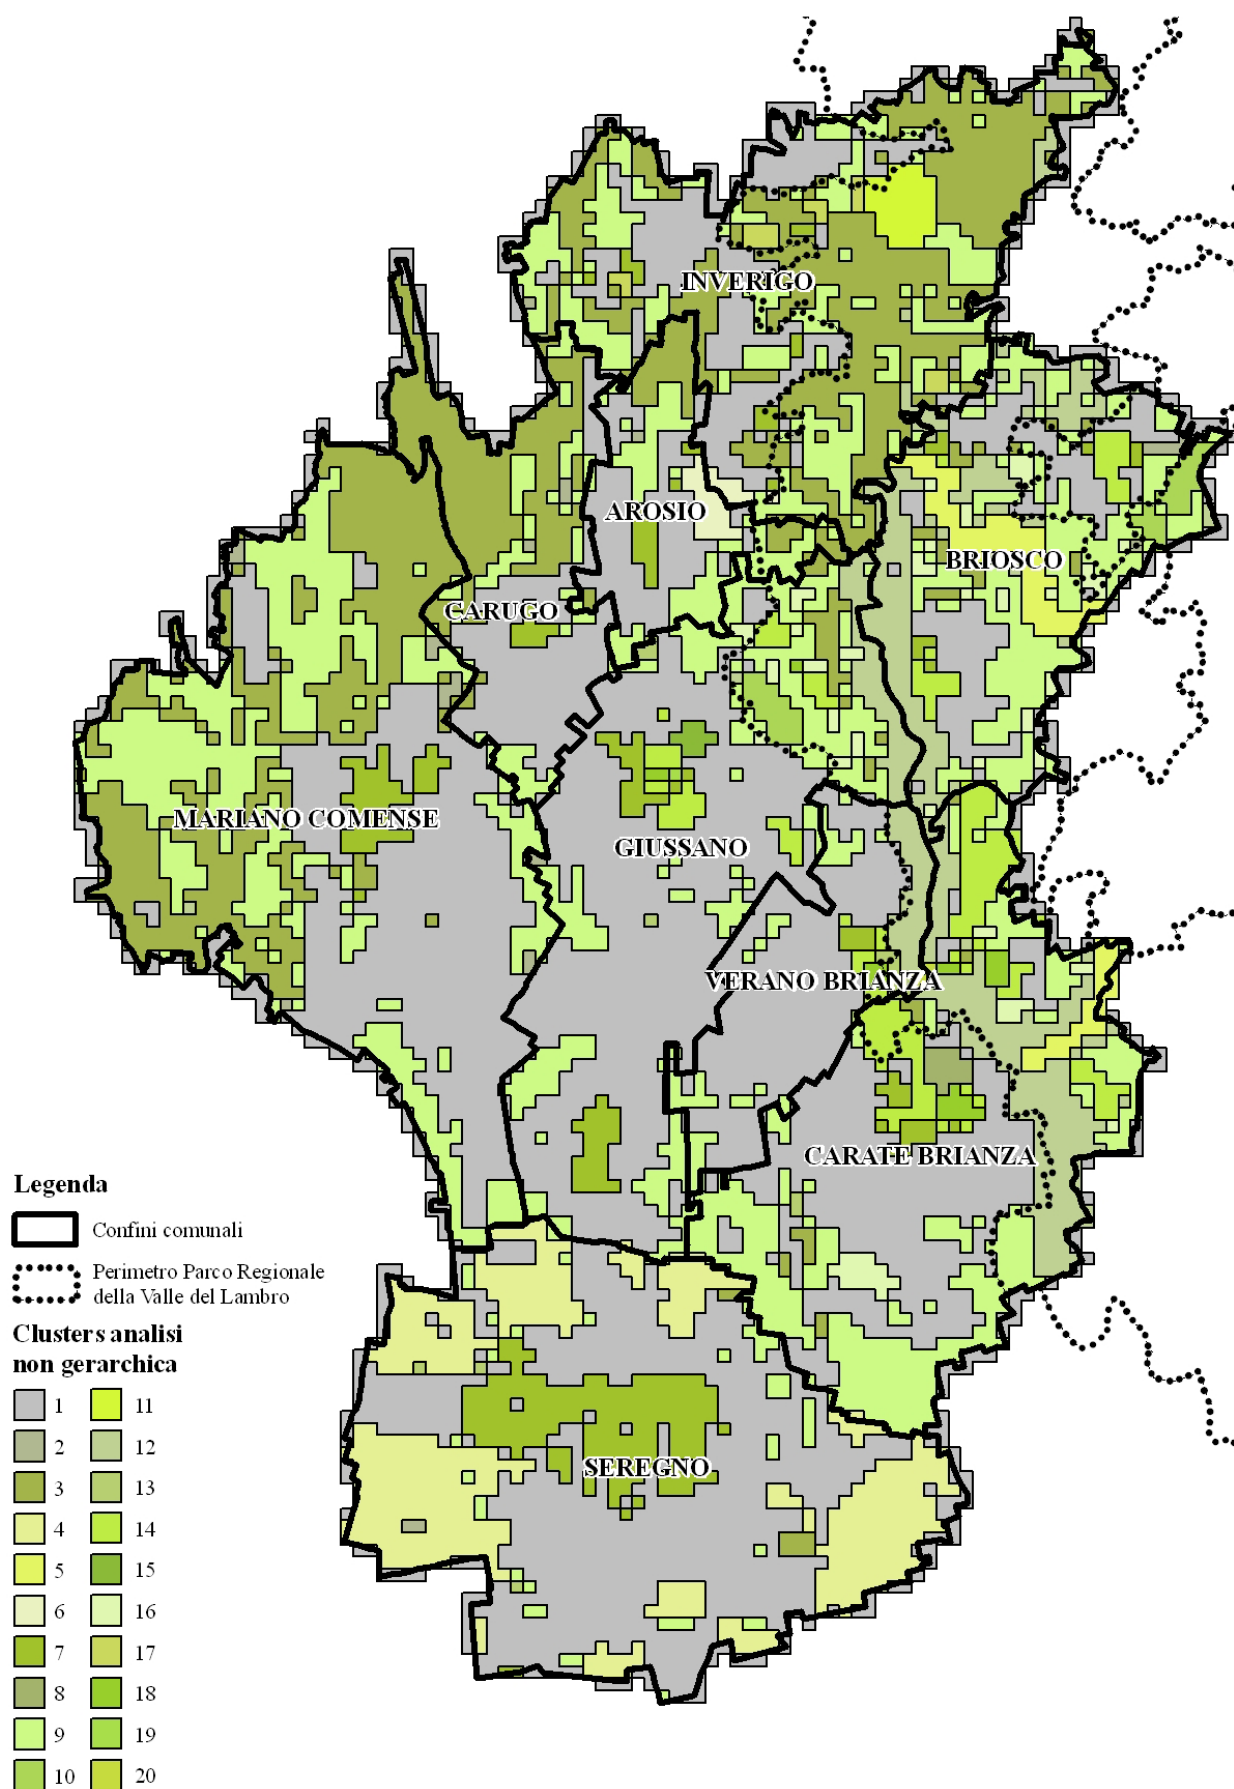 INVERIGO
AROSIO
BRIOSCO
CARUGO
MARIANO COMENSE
GIUSSANO
VERANO BRIANZA
CARATE BRIANZA
SEREGNO
Legenda
Confini comunali
Perimetro Parco Regionale
della Valle del Lambro
Clusters analisi
non gerarchica
1 11
2 12
3 13
4 14
5 15
6 16
7 17
8 18
9 19
10 20